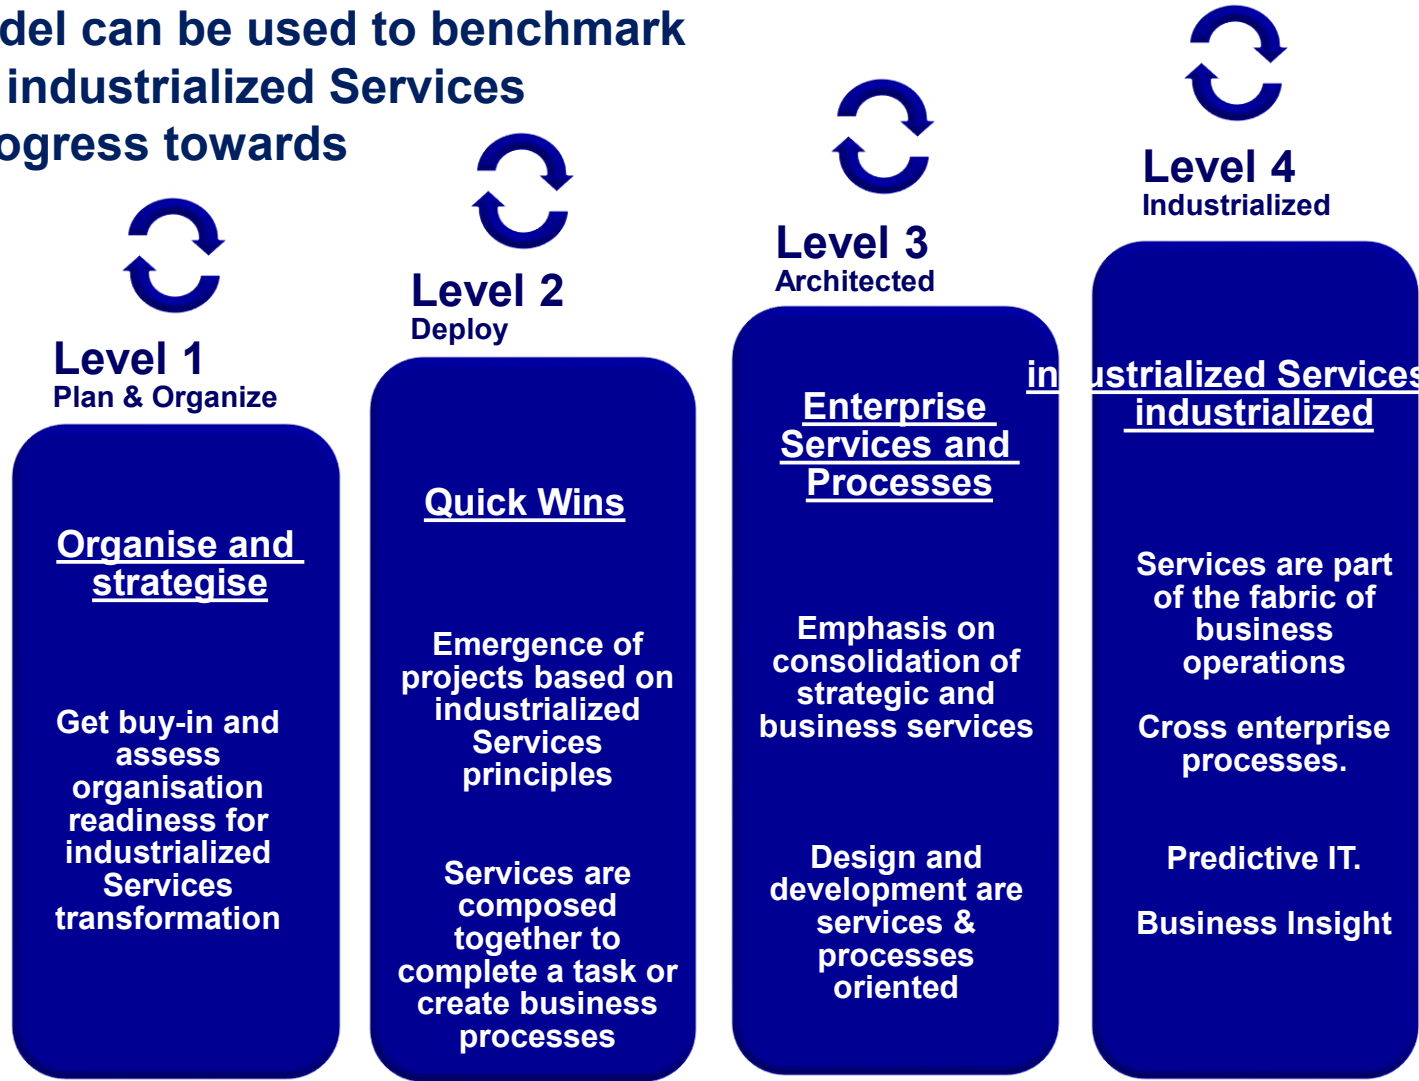 del can be used to benchmark
industrialized Services
ogress towards
Level 1
Plan & Organize
Organise and
strategise
Get buy-in and
assess
organisation
readiness for
industrialized
Services
transformation
Level 2
Deploy
Quick Wins
Emergence of
projects based on
industrialized
Services
principles
Services are
composed
together to
complete a task or
create business
processes
Level 3
Architected
Enterprise
Services and
Processes
Emphasis on
consolidation of
strategic and
business services
Design and
development are
services &
processes
oriented
Level 4
Industrialized
industrialized Services
industrialized
Services are part
of the fabric of
business
operations
Cross enterprise
processes.
Predictive IT.
Business Insight